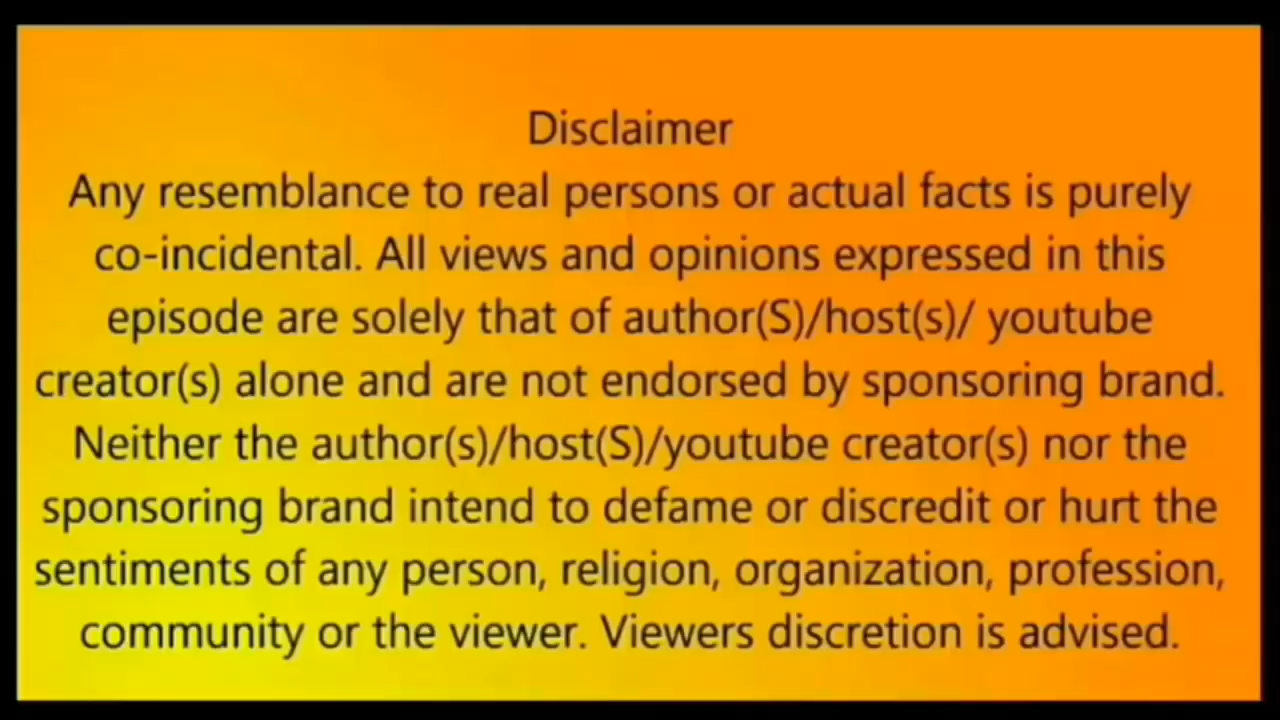 Disclaimer
Any resemblance to real persons or actual facts is purely
co-incidental. All views and opinions expressed in this
episode are solely that of author(S)/host(s)/ youtube
creator(s) alone and are not endorsed by sponsoring brand.
Neither the author(s)/host(S)/youtube creator(s) nor the
sponsoring brand intend to defame or discredit or hurt the
sentiments of any person, religion, organization, profession,
community or the viewer. Viewers discretion is advised.